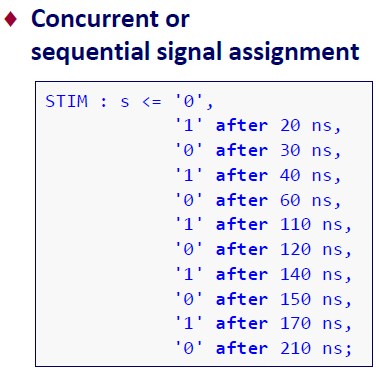 ♦ Concurrent or
sequential signal assignment
STIM : s <= '0',
'1' after 20 ns,
'0' after 30 ns,
'1' after 40 ns,
'0' after 60 ns,
'1' after 110 ns,
'0' after 120 ns,
'1' after 140 ns,
'0' after 150 ns,
'1' after 170 ns,
'0' after 210 ns;